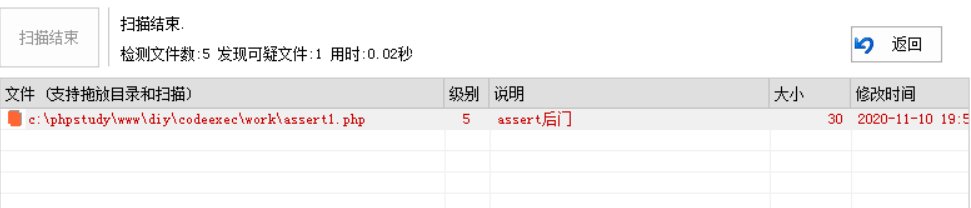 扫描结束
扫描结束.
检测文件数:5 发现可疑文件:1 用时:0.02秒
返回
文件 (支持拖放目录和扫描) 级别 说明 大小 修改时间
c:\phpstudy\www\diy\codeexec\work\assert1.php 5 assert后门 30 2020-11-10 19:5